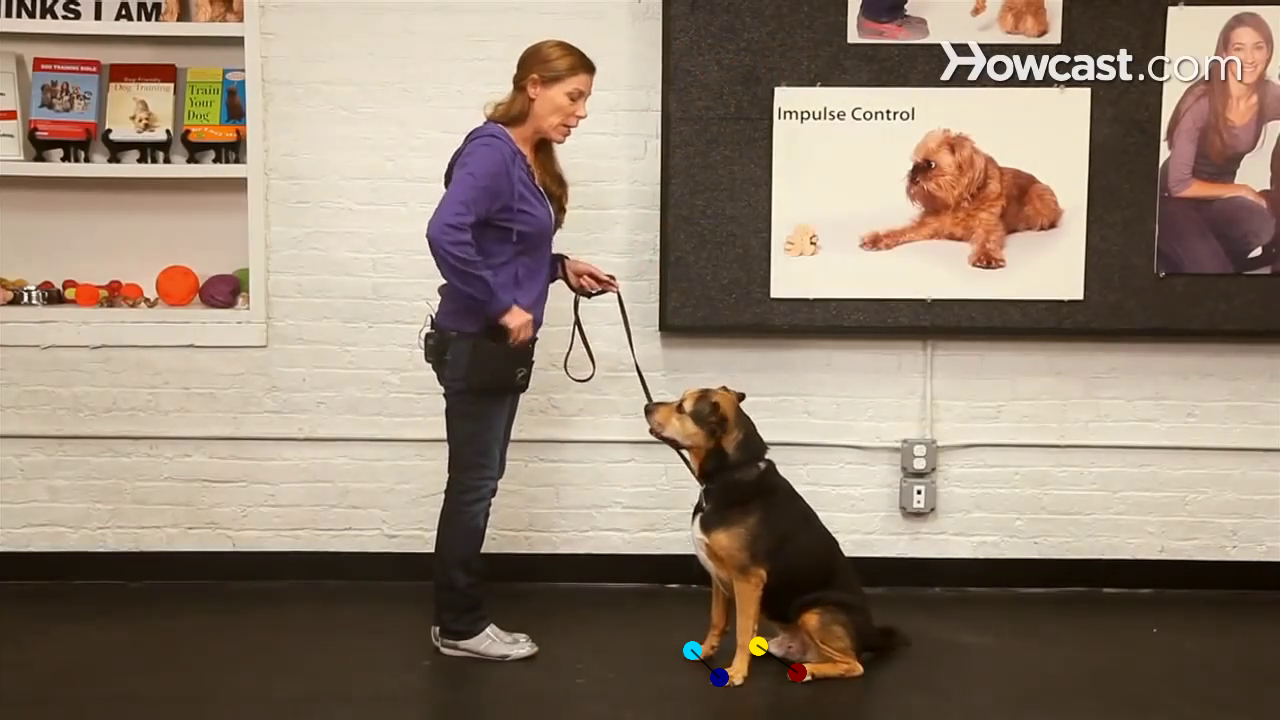 INKS I AM
Howcast.com
DOG TRAINING BIBLE
Dog-Friendly
Dog Training
Train
Your
Dog
Impulse Control